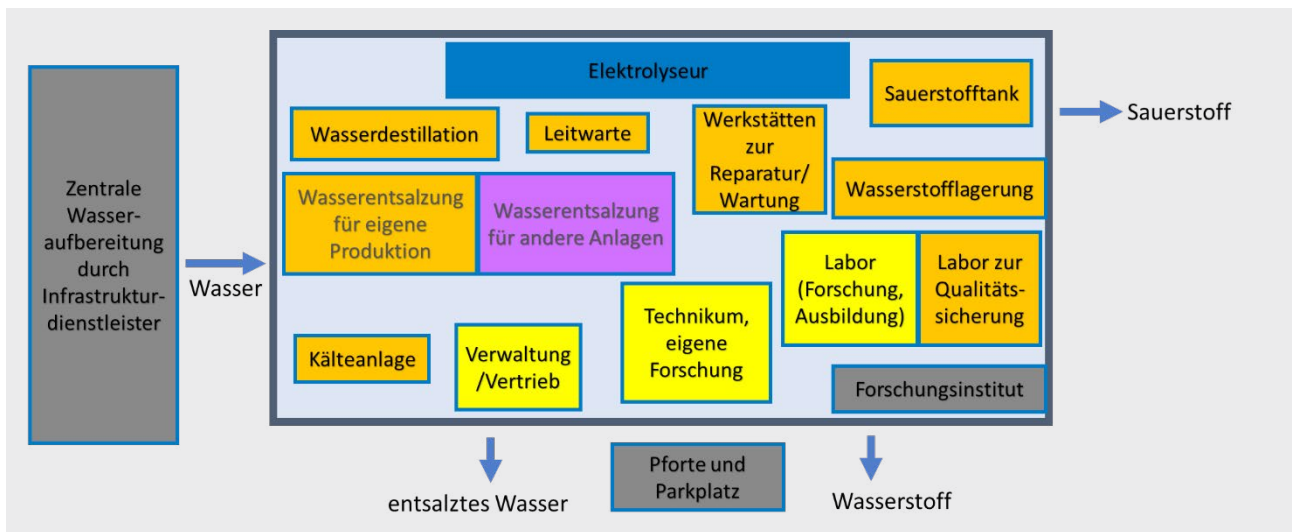 Elektrolyseur
Sauerstofftank
Sauerstoff
Wasserdestillation
Leitwarte
Werkstätten
zur
Reparatur/
Wartung
Wasserstofflagerung
Zentrale
Wasser-
aufbereitung
durch
Infrastruktur-
dienstleister
Wasser
Wasserentsalzung
für eigene
Produktion
Wasserentsalzung
für andere Anlagen
Labor
(Forschung,
Ausbildung)
Labor zur
Qualitäts-
sicherung
Technikum,
eigene
Forschung
Kälteanlage
Verwaltung
/Vertrieb
Forschungsinstitut
entsalztes Wasser
Pforte und
Parkplatz
Wasserstoff